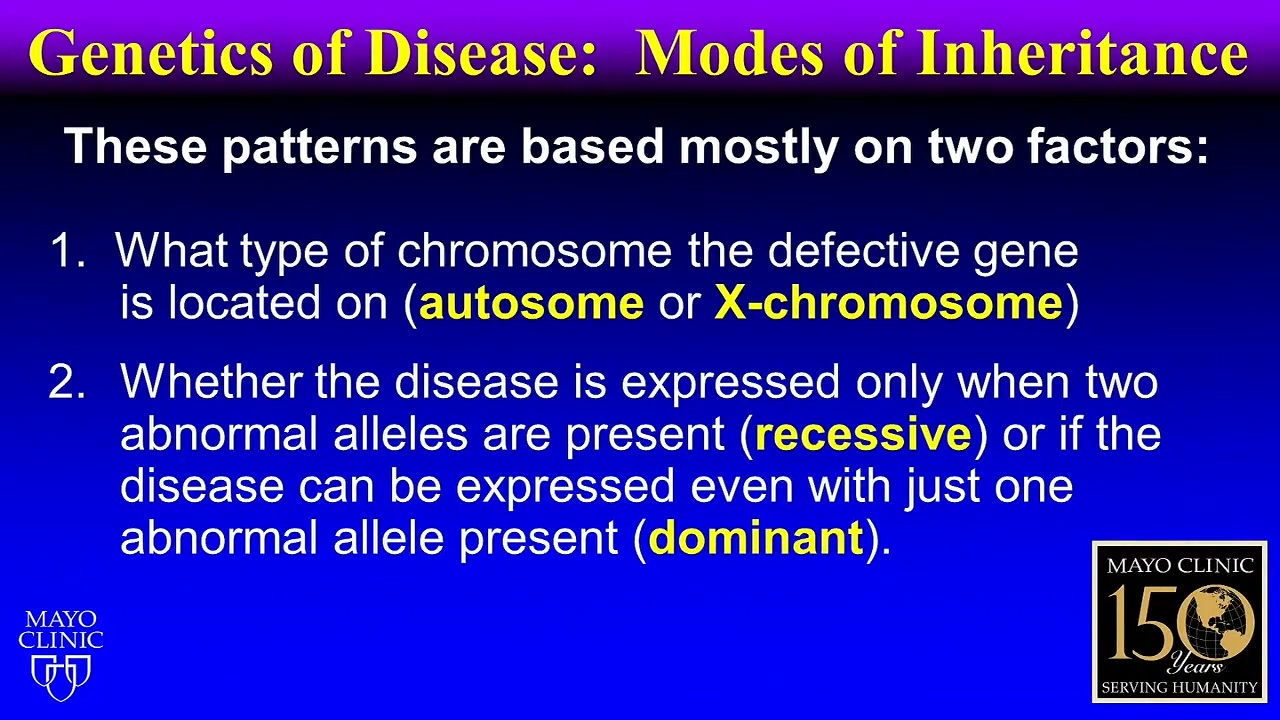 Genetics of Disease: Modes of Inheritance
These patterns are based mostly on two factors:
1. What type of chromosome the defective gene
is located on (autosome or X-chromosome)
2. Whether the disease is expressed only when two
abnormal alleles are present (recessive) or if the
disease can be expressed even with just one
abnormal allele present (dominant).
MAYO
CLINIC
MAYO CLINIC
150
Years
SERVING HUMANITY